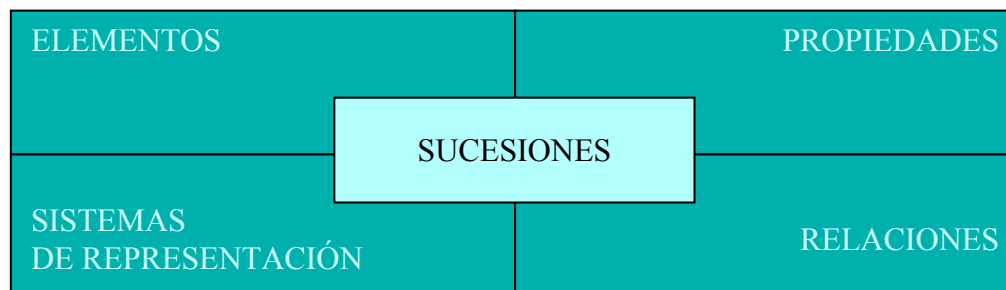 ELEMENTOS
PROPIEDADES
SUCESIONES
SISTEMAS
DE REPRESENTACIÓN
RELACIONES